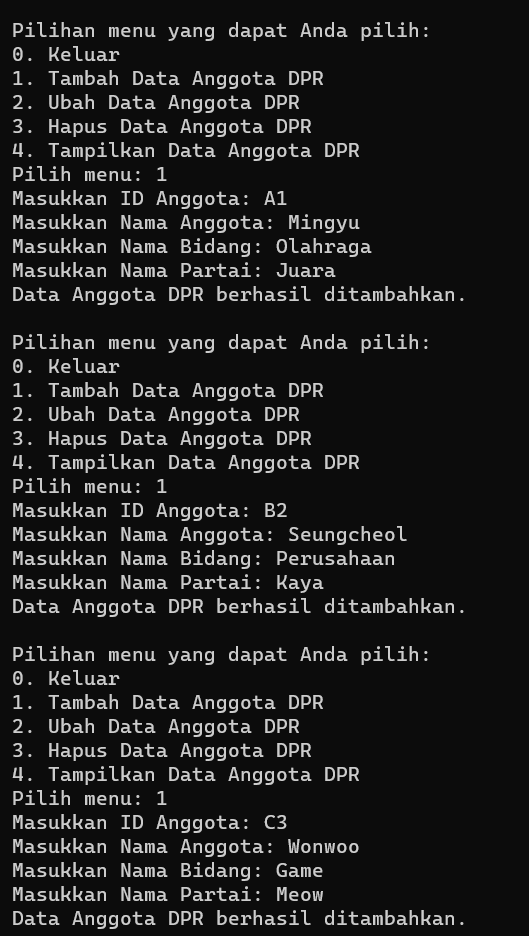 Pilihan menu yang dapat Anda pilih:
0. Keluar
1. Tambah Data Anggota DPR
2. Ubah Data Anggota DPR
3. Hapus Data Anggota DPR
4. Tampilkan Data Anggota DPR
Pilih menu: 1
Masukkan ID Anggota: A1
Masukkan Nama Anggota: Mingyu
Masukkan Nama Bidang: Olahraga
Masukkan Nama Partai: Juara
Data Anggota DPR berhasil ditambahkan.
Pilihan menu yang dapat Anda pilih:
0. Keluar
1. Tambah Data Anggota DPR
2. Ubah Data Anggota DPR
3. Hapus Data Anggota DPR
4. Tampilkan Data Anggota DPR
Pilih menu: 1
Masukkan ID Anggota: B2
Masukkan Nama Anggota: Seungcheol
Masukkan Nama Bidang: Perusahaan
Masukkan Nama Partai: Kaya
Data Anggota DPR berhasil ditambahkan.
Pilihan menu yang dapat Anda pilih:
0. Keluar
1. Tambah Data Anggota DPR
2. Ubah Data Anggota DPR
3. Hapus Data Anggota DPR
4. Tampilkan Data Anggota DPR
Pilih menu: 1
Masukkan ID Anggota: C3
Masukkan Nama Anggota: Wonwoo
Masukkan Nama Bidang: Game
Masukkan Nama Partai: Meow
Data Anggota DPR berhasil ditambahkan.